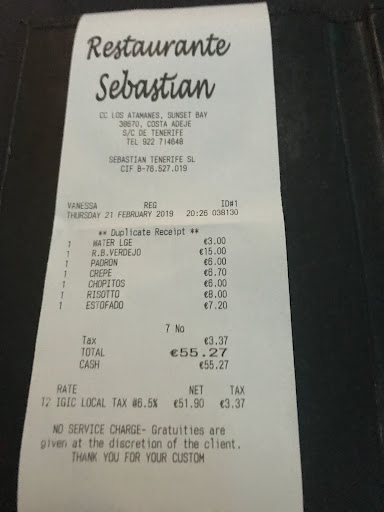 Restaurante
Sebastian
CC LOS ATAMANES, SUNSET BAY
38670, COSTA ADEJE
S/C DE TENERIFE
TEL 922 714648
SEBASTIAN TENERIFE SL
CIF B-76.527.019
VANESSA REG ID#1
THURSDAY 21 FEBRUARY 2019 20:26 038130
** Duplicate Receipt **
1 WATER LGE €3.00
1 R.B.VERDEJO €15.00
1 PADRON €6.00
1 CREPE €6.70
1 CHOPITOS €6.00
1 RISOTTO €8.00
1 ESTOFADO €7.20
7 No
Tax €3.37
TOTAL €55.27
CASH €55.27
RATE NET TAX
T2 IGIC LOCAL TAX @6.5% €51.90 €3.37
NO SERVICE CHARGE- Gratuities are
given at the discretion of the client.
THANK YOU FOR YOUR CUSTOM